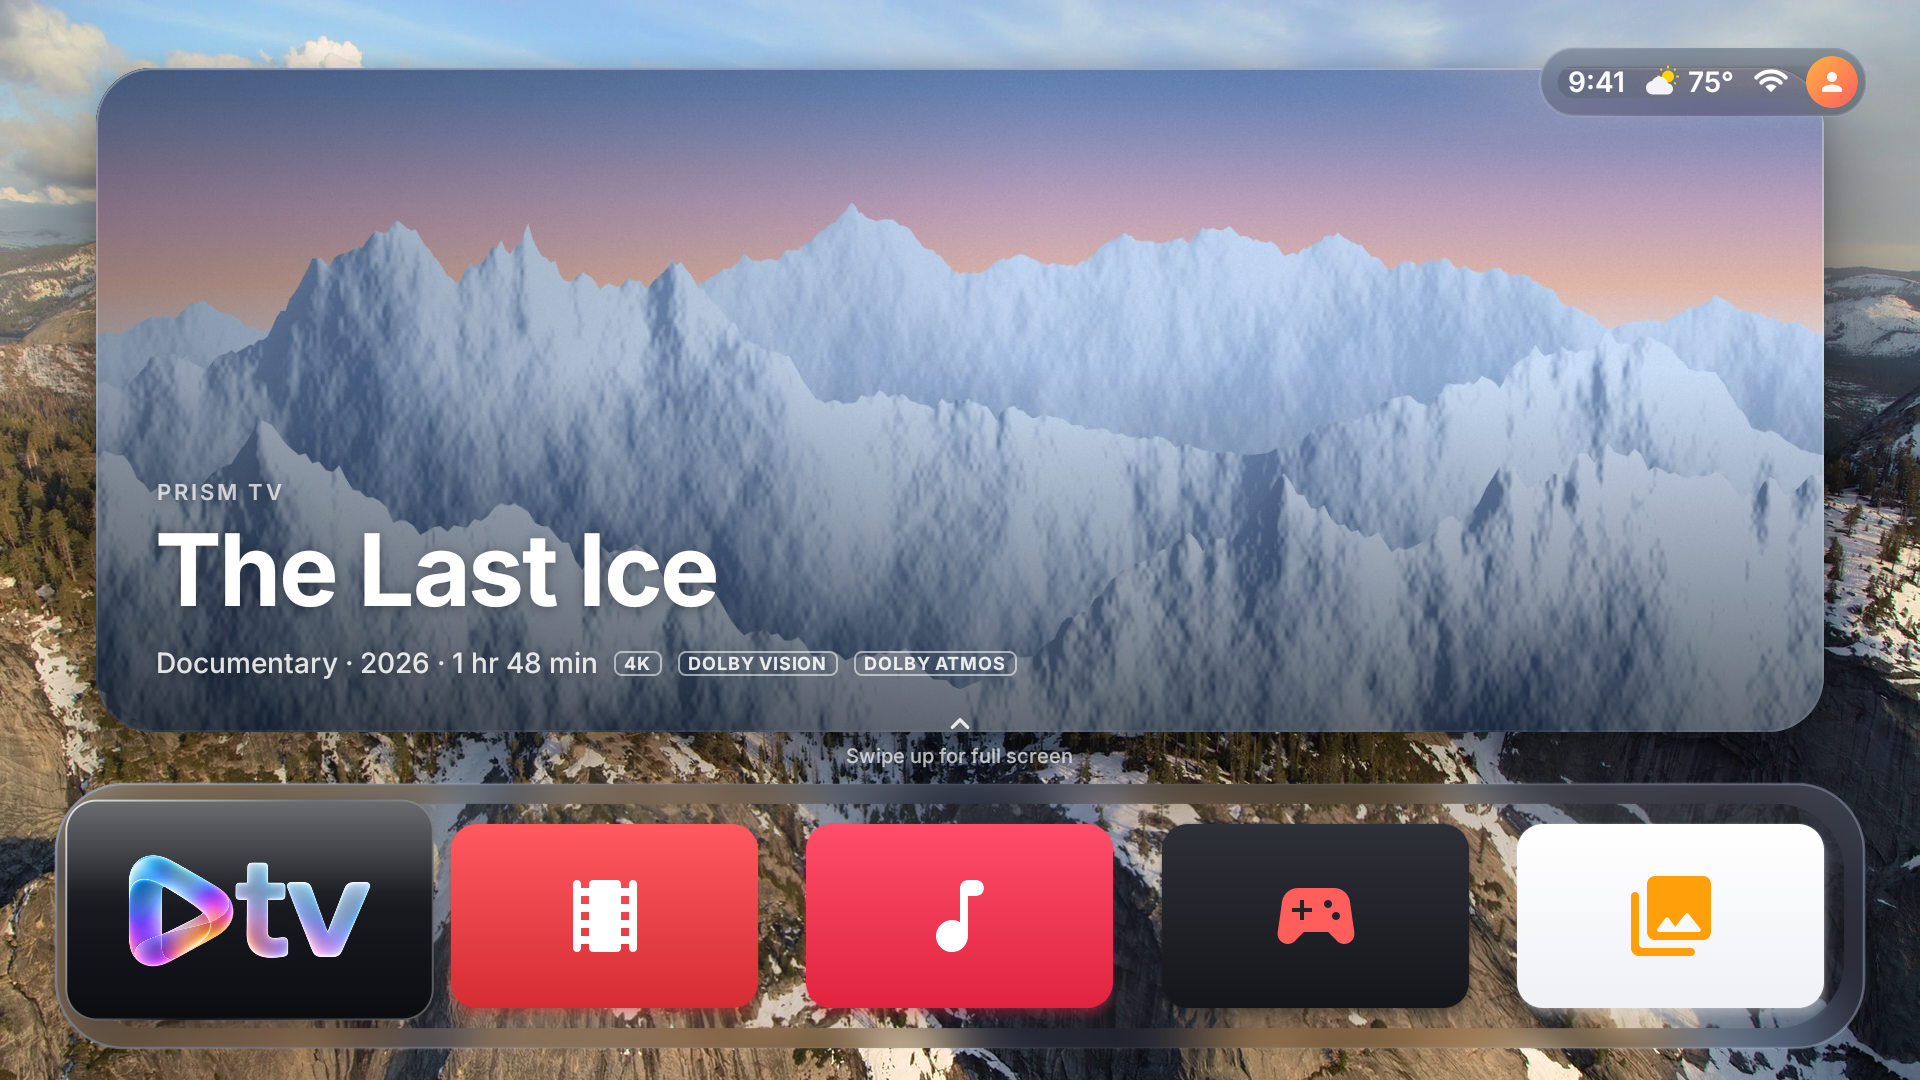 9:41 75°
PRISM TV
The Last Ice
Documentary · 2026 · 1 hr 48 min 4K DOLBY VISION DOLBY ATMOS
Swipe up for full screen
tv